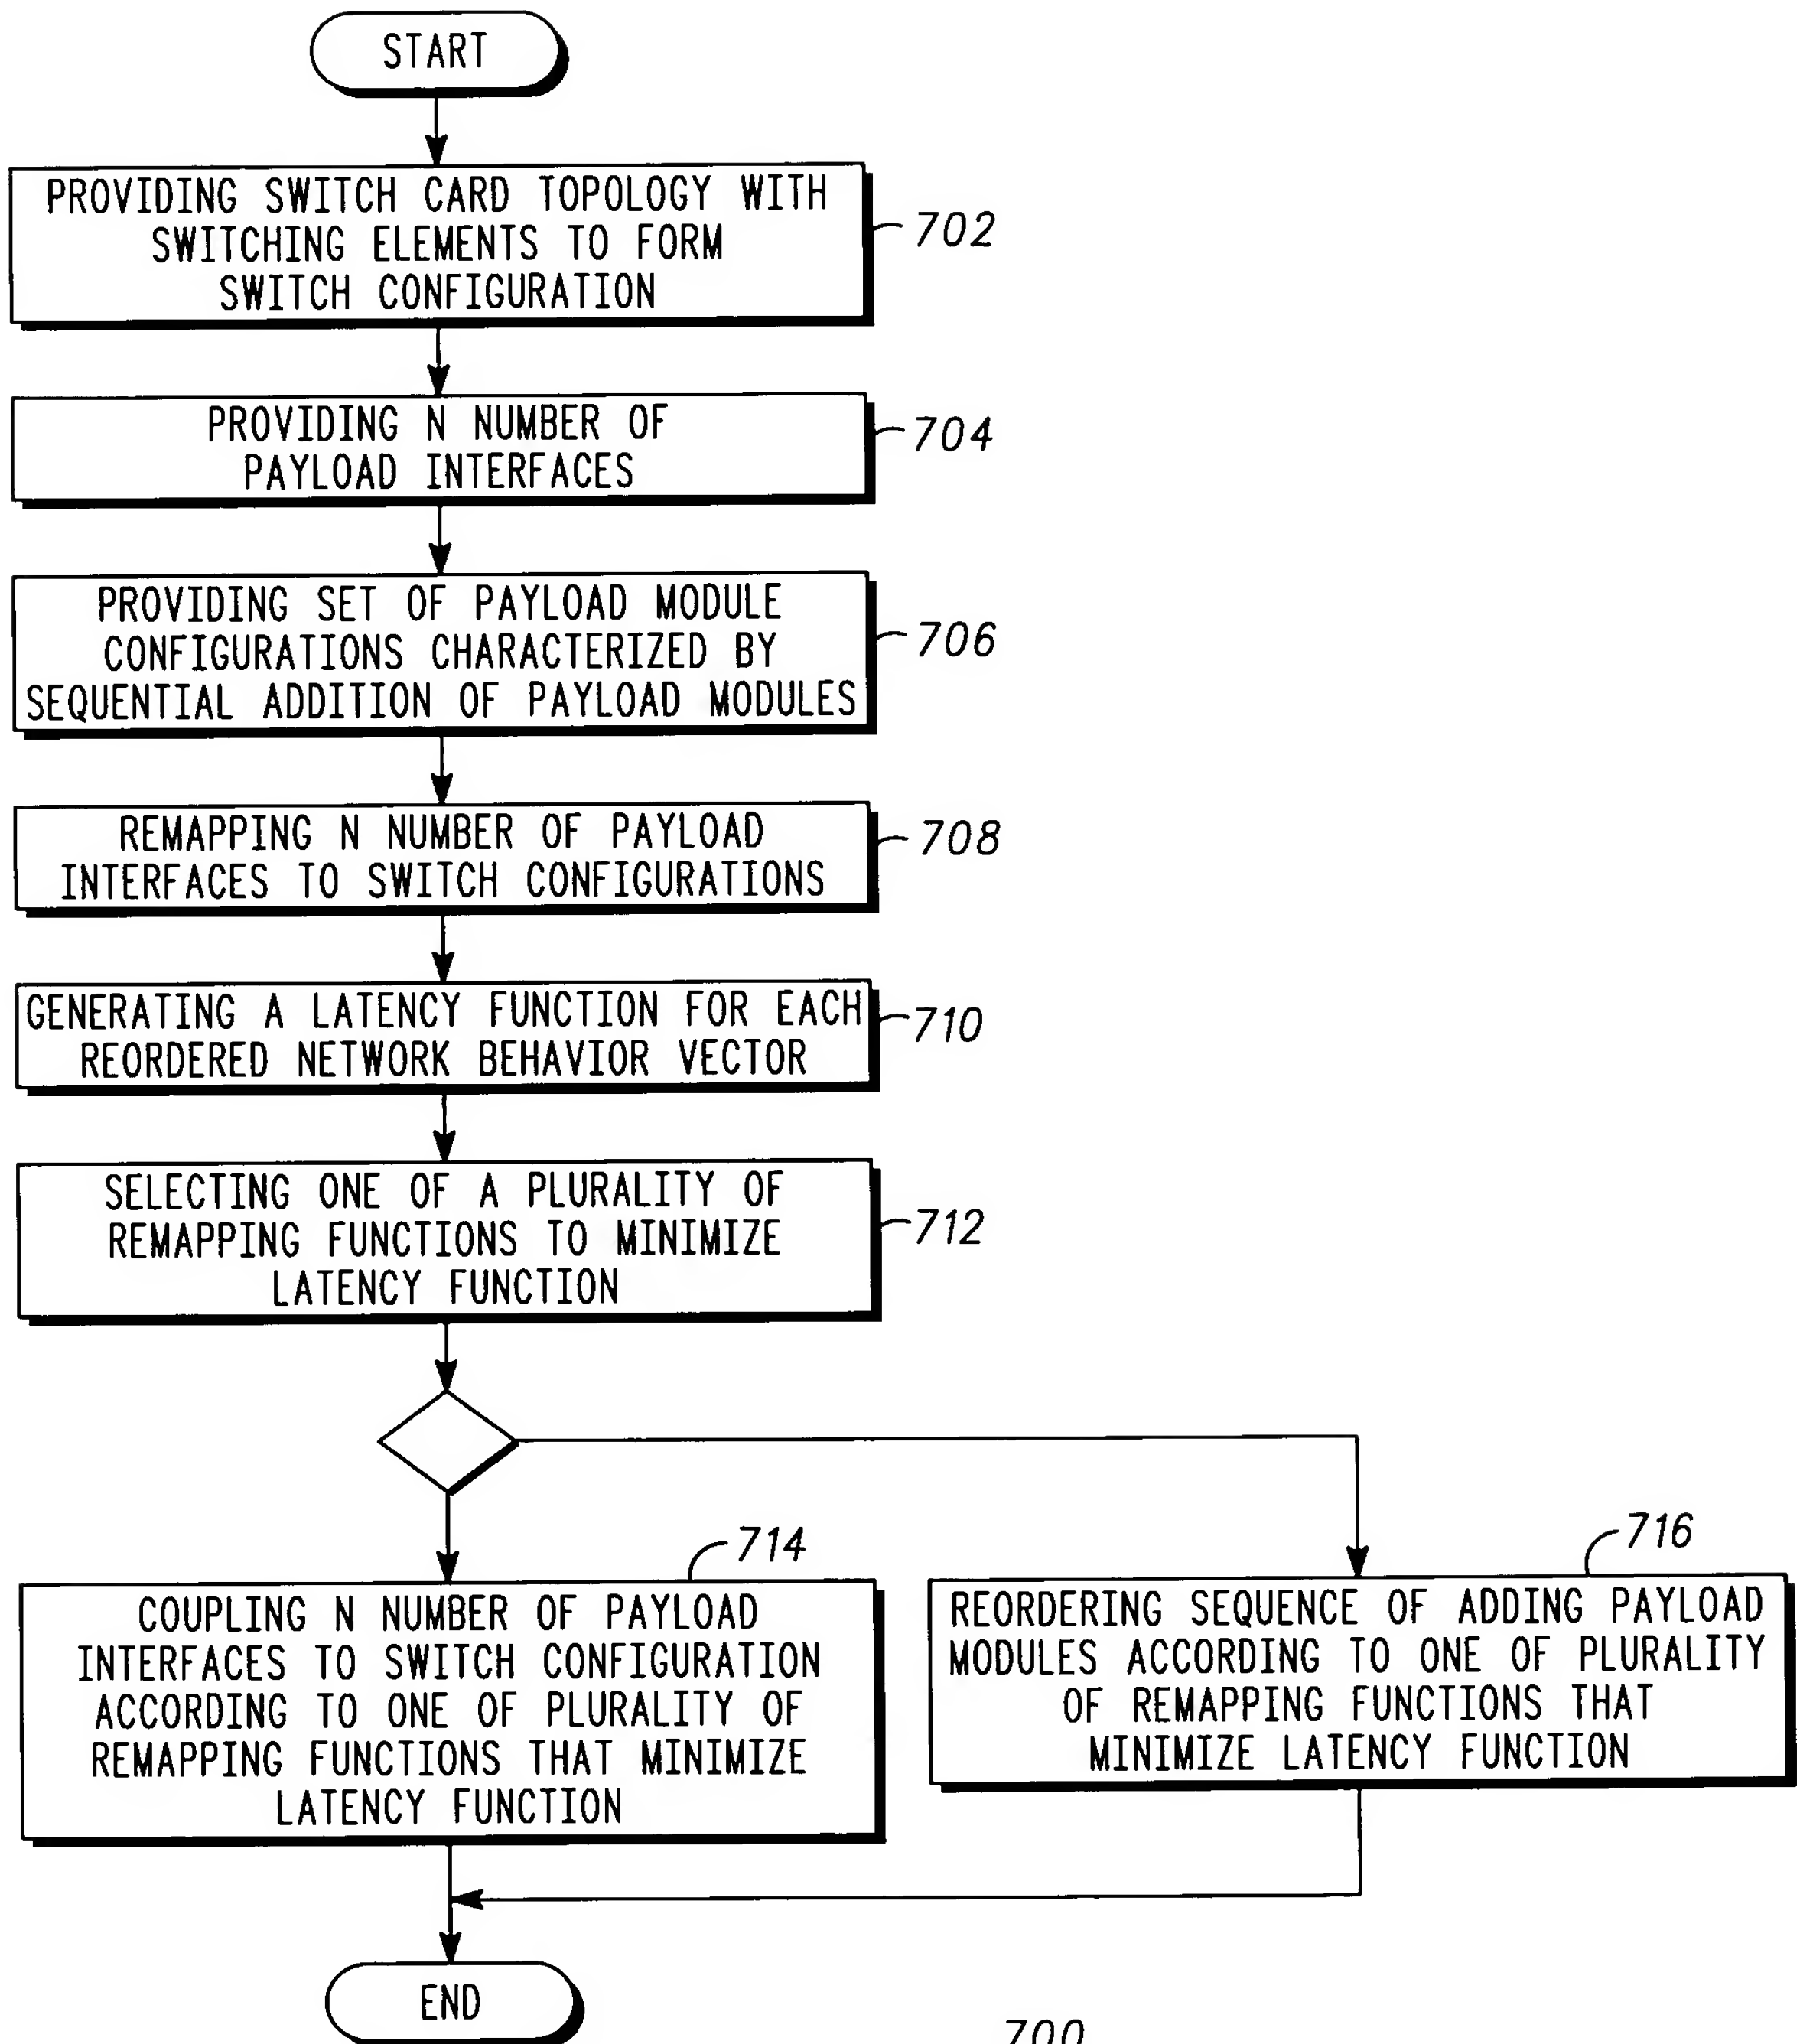 START
PROVIDING SWITCH CARD TOPOLOGY WITH
SWITCHING ELEMENTS TO FORM
SWITCH CONFIGURATION
702
PROVIDING N NUMBER OF
PAYLOAD INTERFACES
704
PROVIDING SET OF PAYLOAD MODULE
CONFIGURATIONS CHARACTERIZED BY
SEQUENTIAL ADDITION OF PAYLOAD MODULES
706
REMAPPING N NUMBER OF PAYLOAD
INTERFACES TO SWITCH CONFIGURATIONS
708
GENERATING A LATENCY FUNCTION FOR EACH
REORDERED NETWORK BEHAVIOR VECTOR
710
SELECTING ONE OF A PLURALITY OF
REMAPPING FUNCTIONS TO MINIMIZE
LATENCY FUNCTION
712
714
COUPLING N NUMBER OF PAYLOAD
INTERFACES TO SWITCH CONFIGURATION
ACCORDING TO ONE OF PLURALITY OF
REMAPPING FUNCTIONS THAT MINIMIZE
LATENCY FUNCTION
716
REORDERING SEQUENCE OF ADDING PAYLOAD
MODULES ACCORDING TO ONE OF PLURALITY
OF REMAPPING FUNCTIONS THAT
MINIMIZE LATENCY FUNCTION
END
700